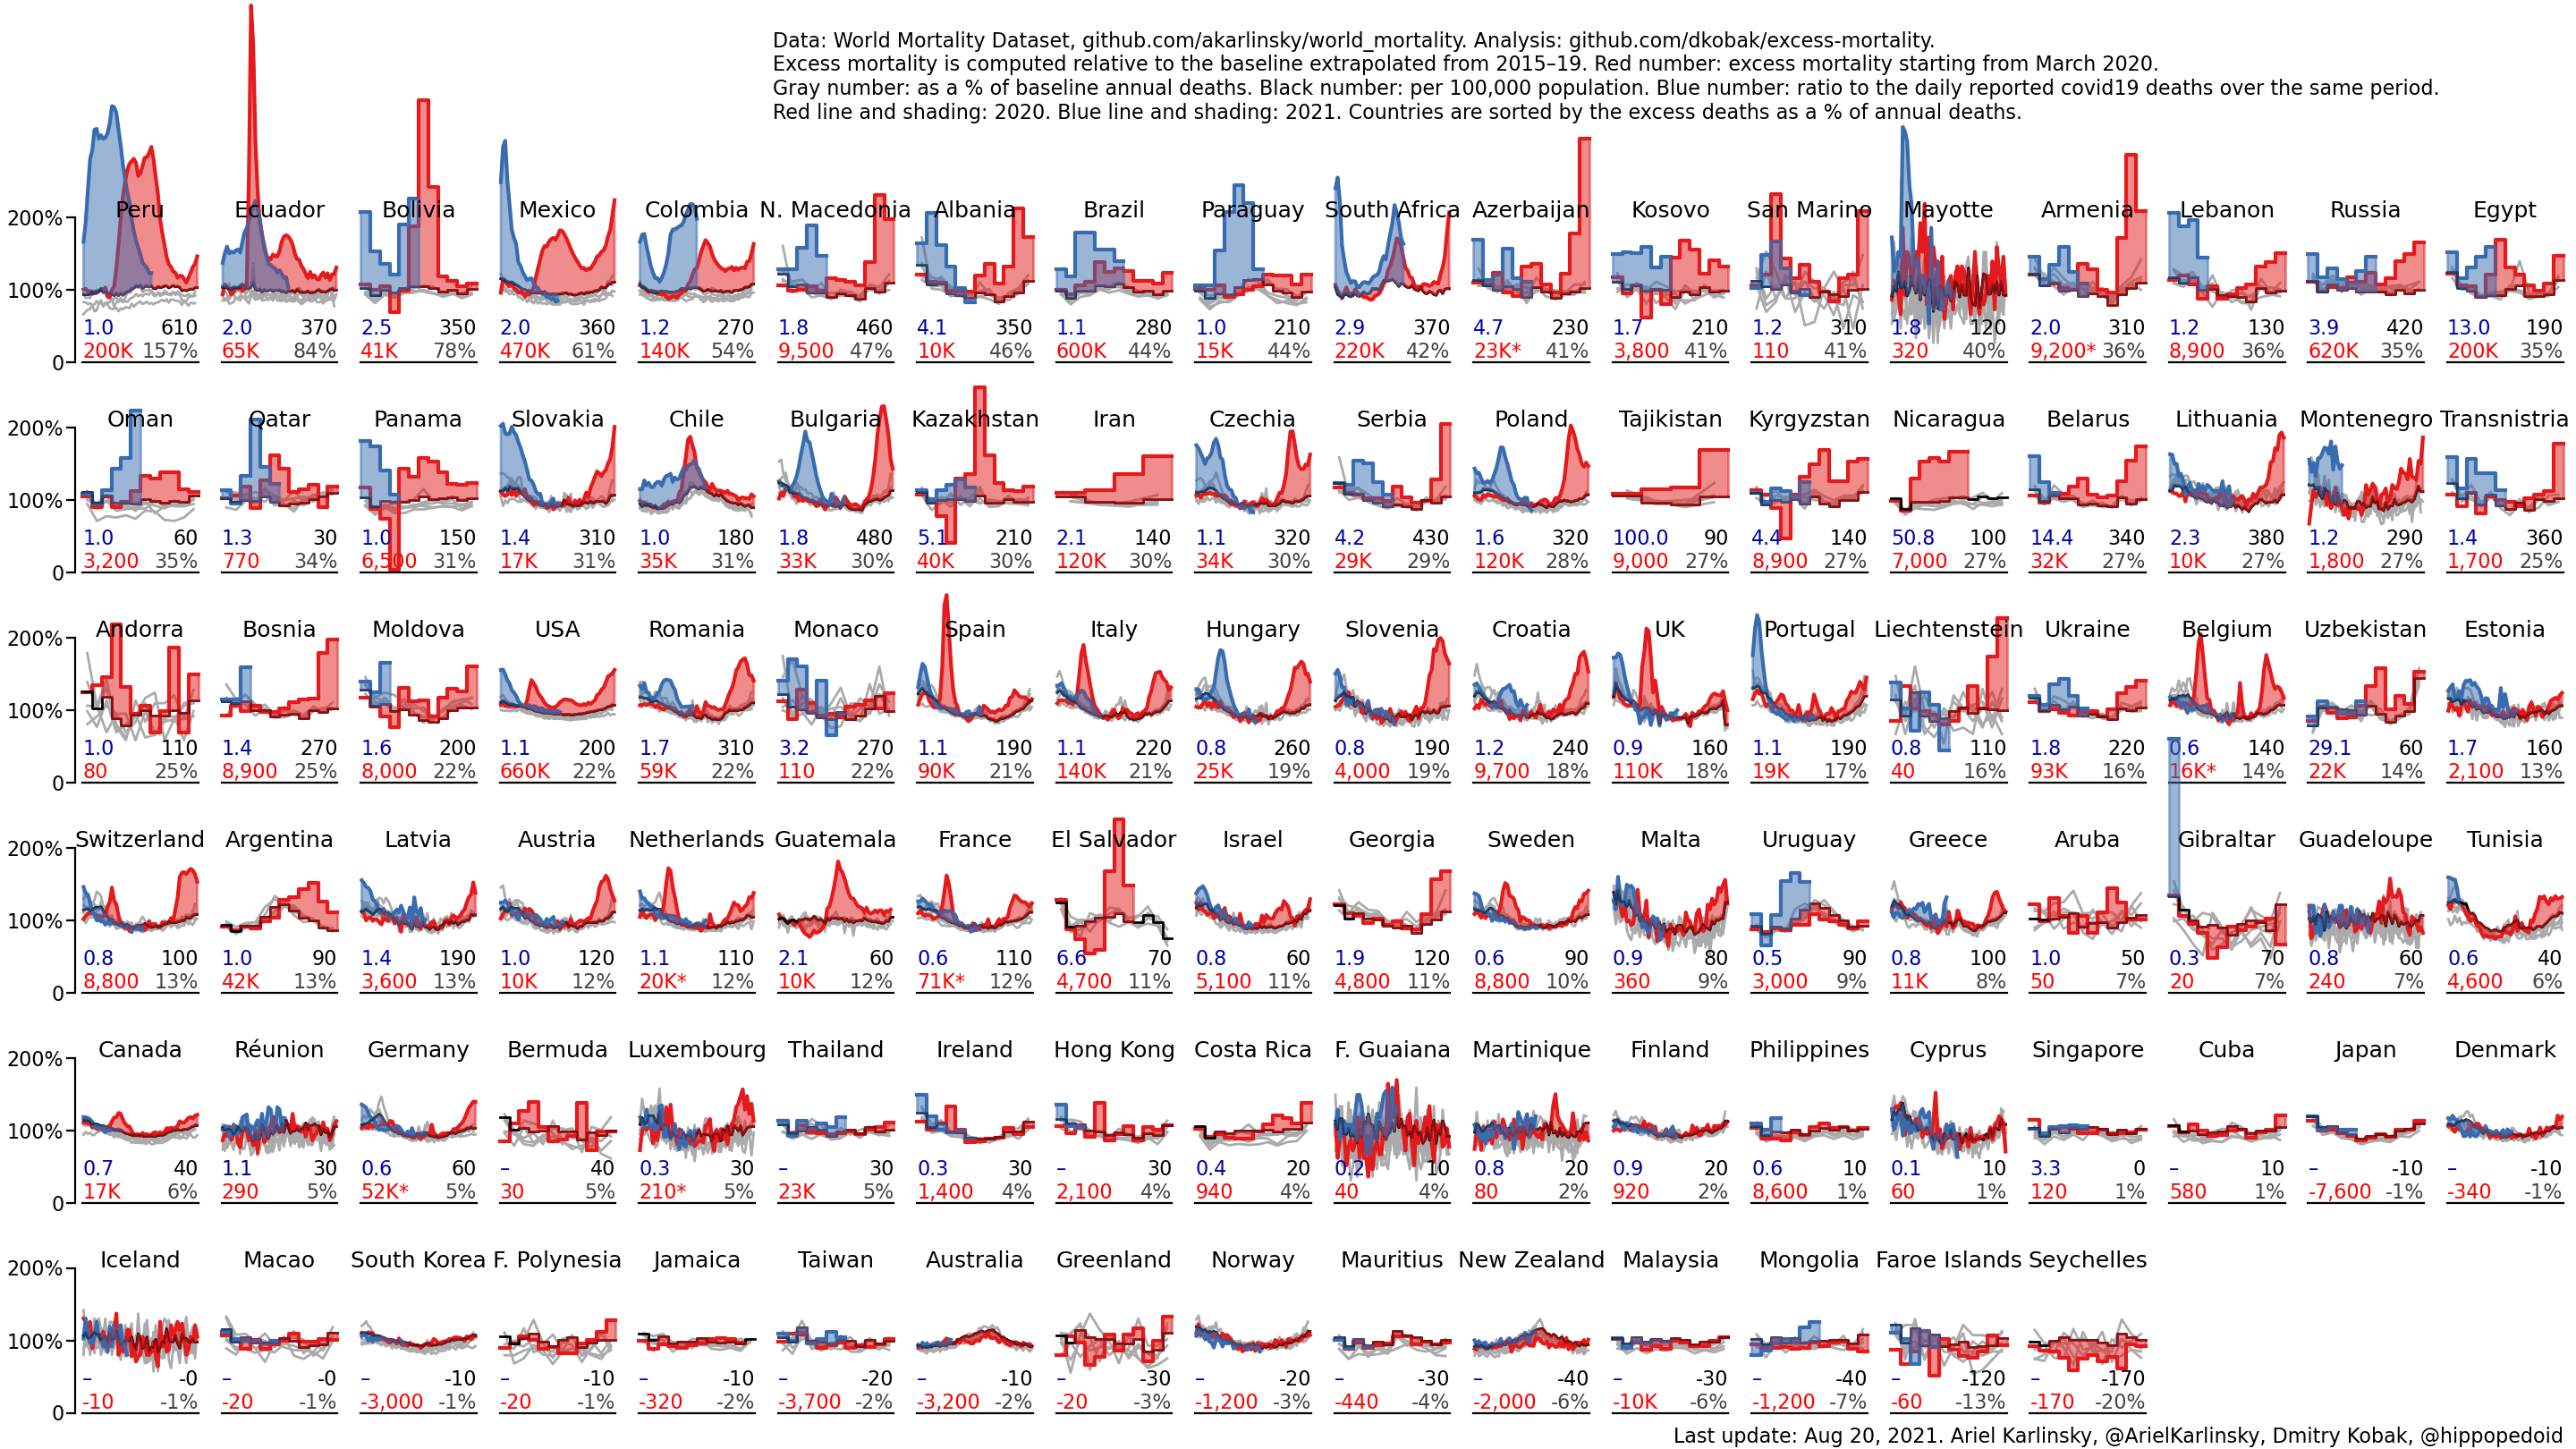 Data: World Mortality Dataset, github.com/akarlinsky/world_mortality. Analysis: github.com/dkobak/excess-mortality.
Excess mortality is computed relative to the baseline extrapolated from 2015–19. Red number: excess mortality starting from March 2020.
Gray number: as a % of baseline annual deaths. Black number: per 100,000 population. Blue number: ratio to the daily reported covid19 deaths over the same period.
Red line and shading: 2020. Blue line and shading: 2021. Countries are sorted by the excess deaths as a % of annual deaths.
200% Peru Ecuador Bolivia Mexico Colombia N. Macedonia Albania Brazil Paraguay South Africa Azerbaijan Kosovo San Marino Mayotte Armenia Lebanon Russia Egypt
100%
1.0 610 2.0 370 2.5 350 2.0 360 1.2 270 1.8 460 4.1 350 1.1 280 1.0 210 2.9 370 4.7 230 1.7 210 1.2 310 1.8 120 2.0 310 1.2 130 3.9 420 13.0 190
0 200K 157% 65K 84% 41K 78% 470K 61% 140K 54% 9,500 47% 10K 46% 600K 44% 15K 44% 220K 42% 23K* 41% 3,800 41% 110 41% 320 40% 9,200* 36% 8,900 36% 620K 35% 200K 35%
200% Oman Qatar Panama Slovakia Chile Bulgaria Kazakhstan Iran Czechia Serbia Poland Tajikistan Kyrgyzstan Nicaragua Belarus Lithuania Montenegro Transnistria
100%
1.0 60 1.3 30 1.0 150 1.4 310 1.0 180 1.8 480 5.1 210 2.1 140 1.1 320 4.2 430 1.6 320 100.0 90 4.4 140 50.8 100 14.4 340 2.3 380 1.2 290 1.4 360
0 3,200 35% 770 34% 6,500 31% 17K 31% 35K 31% 33K 30% 40K 30% 120K 30% 34K 30% 29K 29% 120K 28% 9,000 27% 8,900 27% 7,000 27% 32K 27% 10K 27% 1,800 27% 1,700 25%
200% Andorra Bosnia Moldova USA Romania Monaco Spain Italy Hungary Slovenia Croatia UK Portugal Liechtenstein Ukraine Belgium Uzbekistan Estonia
100%
1.0 110 1.4 270 1.6 200 1.1 200 1.7 310 3.2 270 1.1 190 1.1 220 0.8 260 0.8 190 1.2 240 0.9 160 1.1 190 0.8 110 1.8 220 0.6 140 29.1 60 1.7 160
0 80 25% 8,900 25% 8,000 22% 660K 22% 59K 22% 110 22% 90K 21% 140K 21% 25K 19% 4,000 19% 9,700 18% 110K 18% 19K 17% 40 16% 93K 16% 16K* 14% 22K 14% 2,100 13%
200% Switzerland Argentina Latvia Austria Netherlands Guatemala France El Salvador Israel Georgia Sweden Malta Uruguay Greece Aruba Gibraltar Guadeloupe Tunisia
100%
0.8 100 1.0 90 1.4 190 1.0 120 1.1 110 2.1 60 0.6 110 6.6 70 0.8 60 1.9 120 0.6 90 0.9 80 0.5 90 0.8 100 1.0 50 0.3 70 0.8 60 0.6 40
0 8,800 13% 42K 13% 3,600 13% 10K 12% 20K* 12% 10K 12% 71K* 12% 4,700 11% 5,100 11% 4,800 11% 8,800 10% 360 9% 3,000 9% 11K 8% 50 7% 20 7% 240 7% 4,600 6%
200% Canada Réunion Germany Bermuda Luxembourg Thailand Ireland Hong Kong Costa Rica F. Guaiana Martinique Finland Philippines Cyprus Singapore Cuba Japan Denmark
100%
0.7 40 1.1 30 0.6 60 – 40 0.3 30 – 30 0.3 30 – 30 0.4 20 0.2 10 0.8 20 0.9 20 0.6 10 0.1 10 3.3 0 – 10 – -10 – -10
0 17K 6% 290 5% 52K* 5% 30 5% 210* 5% 23K 5% 1,400 4% 2,100 4% 940 4% 40 4% 80 2% 920 2% 8,600 1% 60 1% 120 1% 580 1% -7,600 -1% -340 -1%
200% Iceland Macao South Korea F. Polynesia Jamaica Taiwan Australia Greenland Norway Mauritius New Zealand Malaysia Mongolia Faroe Islands Seychelles
100%
– -0 – -0 – -10 – -10 – -10 – -20 – -10 – -30 – -20 – -30 – -40 – -30 – -40 – -120 – -170
0 -10 -1% -20 -1% -3,000 -1% -20 -1% -320 -2% -3,700 -2% -3,200 -2% -20 -3% -1,200 -3% -440 -4% -2,000 -6% -10K -6% -1,200 -7% -60 -13% -170 -20%
Last update: Aug 20, 2021. Ariel Karlinsky, @ArielKarlinsky, Dmitry Kobak, @hippopedoid